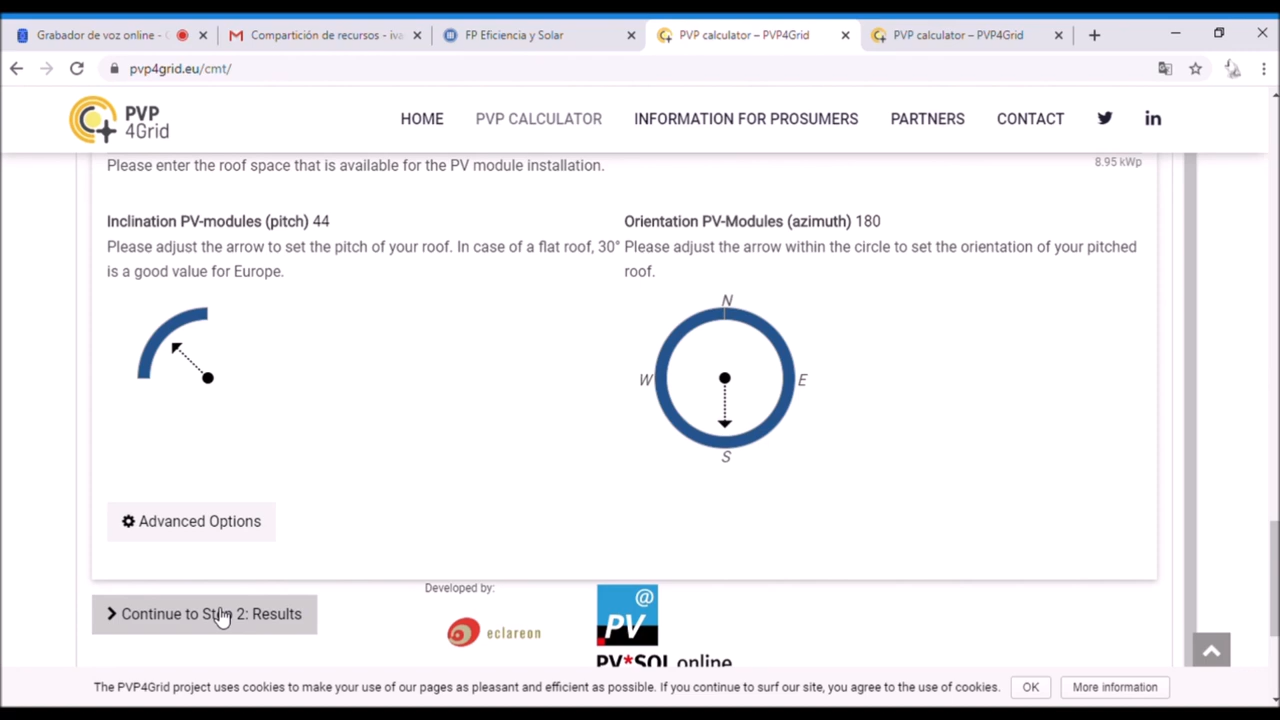 Grabador de voz online -
Compartición de recursos - iva
FP Eficiencia y Solar
PVP calculator – PVP4Grid
PVP calculator – PVP4Grid
pvp4grid.eu/cmt/
PVP
4Grid
HOME
PVP CALCULATOR
INFORMATION FOR PROSUMERS
PARTNERS
CONTACT
Please enter the roof space that is available for the PV module installation.
8.95 kWp
Inclination PV-modules (pitch) 44
Please adjust the arrow to set the pitch of your roof. In case of a flat roof, 30°
is a good value for Europe.
Orientation PV-Modules (azimuth) 180
Please adjust the arrow within the circle to set the orientation of your pitched
roof.
N
W
E
S
Advanced Options
Continue to Step 2: Results
Developed by:
eclareon
@
PV
PV*SOL online
The PVP4Grid project uses cookies to make your use of our pages as pleasant and efficient as possible. If you continue to surf our site, you agree to the use of cookies.
OK
More information